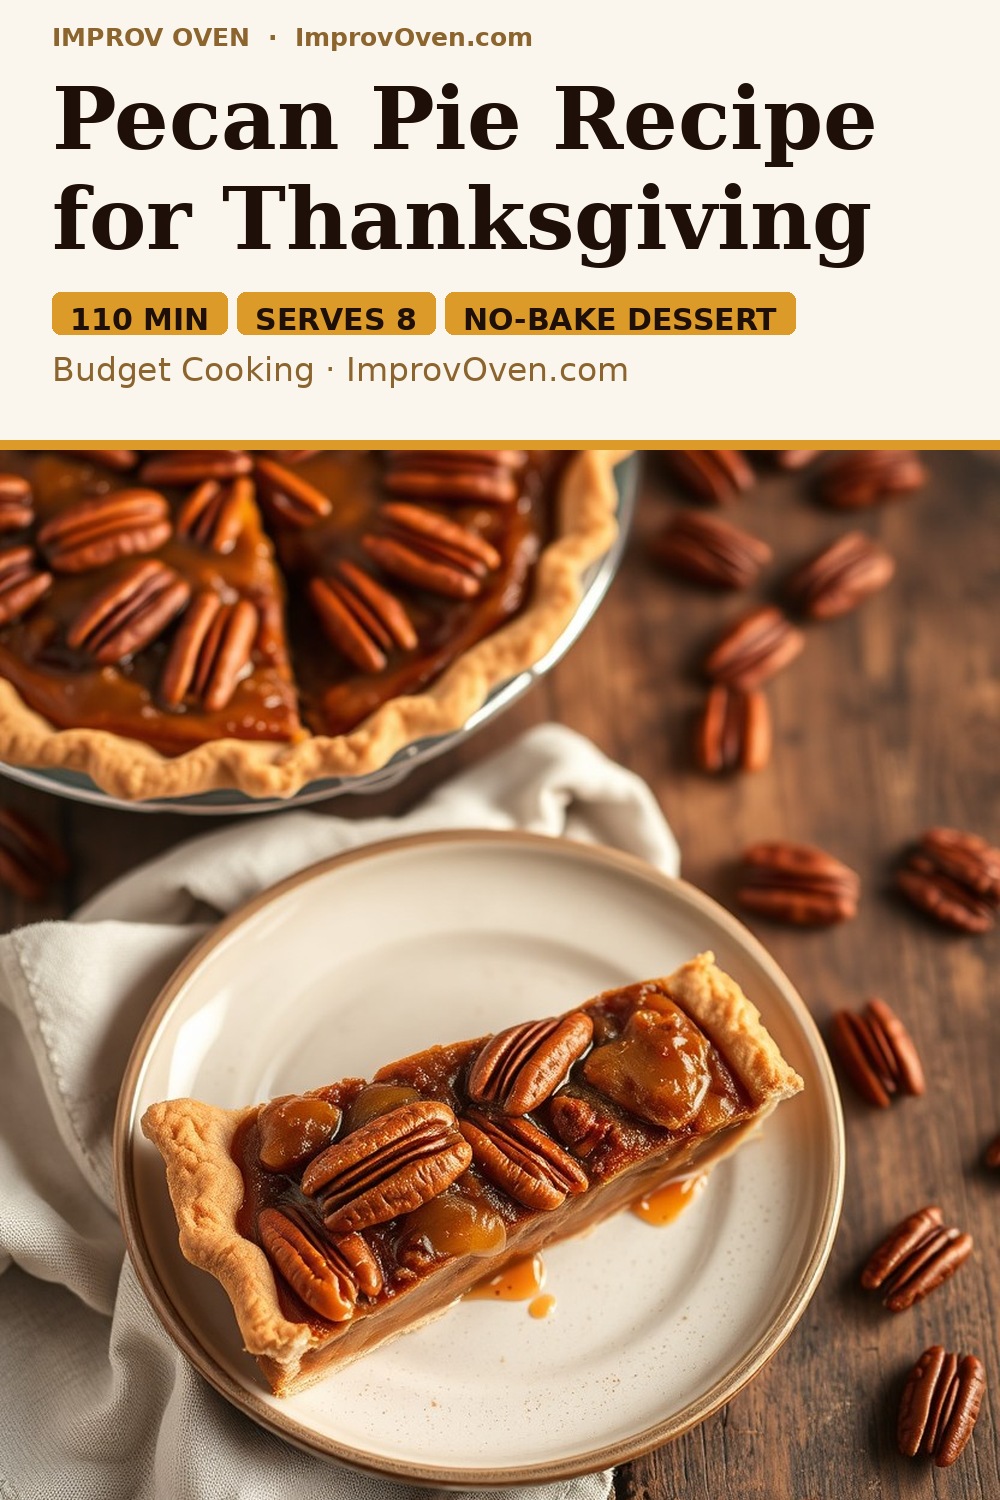 IMPROV OVEN · ImprovOven.com
Pecan Pie Recipe
for Thanksgiving
110 MIN SERVES 8 NO-BAKE DESSERT
Budget Cooking · ImprovOven.com